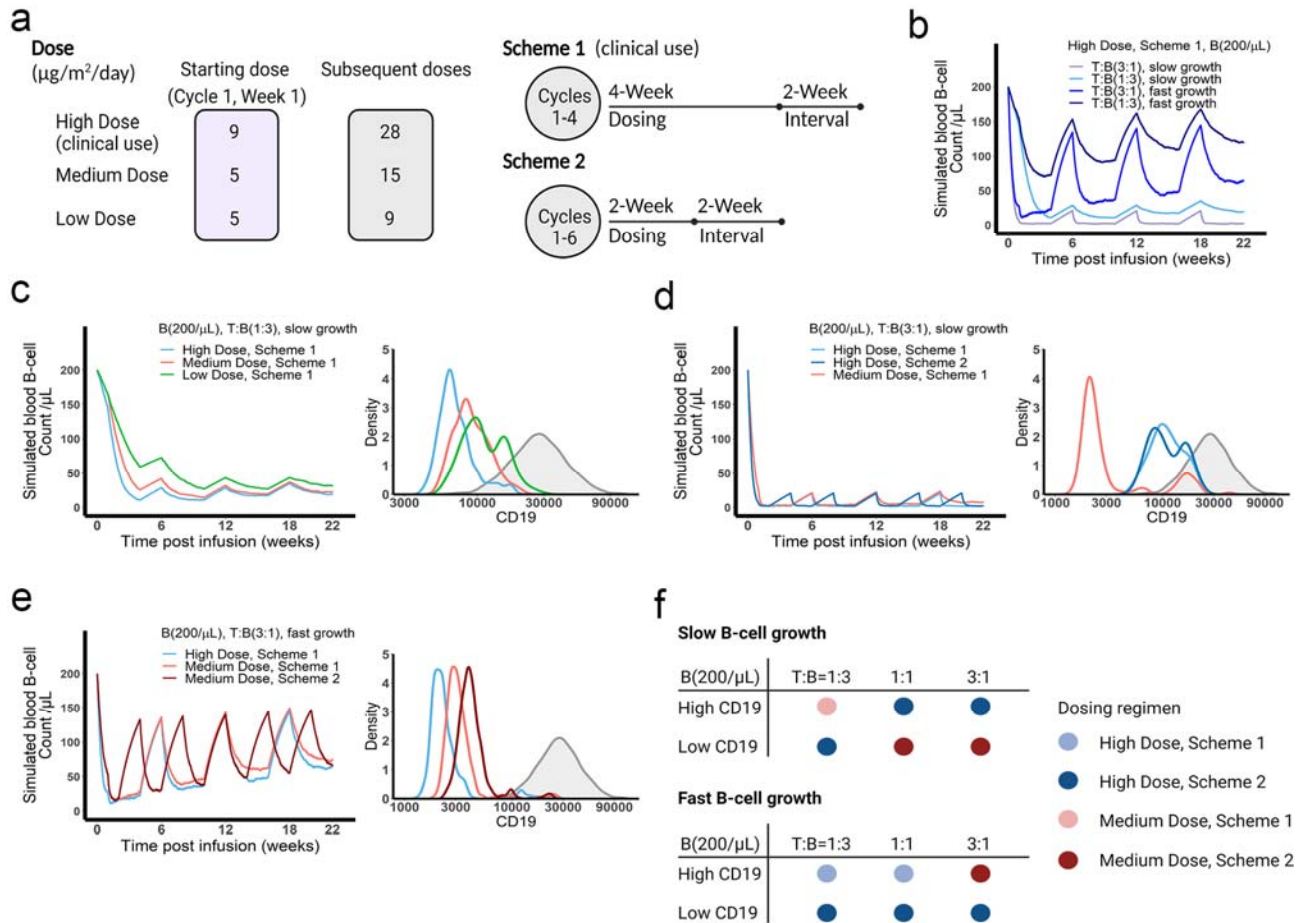 a
Dose
(µg/m²/day)
Starting dose
(Cycle 1, Week 1)
Subsequent doses
High Dose
(clinical use)
9
28
Medium Dose
5
15
Low Dose
5
9
Scheme 1 (clinical use)
Cycles
1-4
4-Week
Dosing
2-Week
Interval
Scheme 2
Cycles
1-6
2-Week
Dosing
2-Week
Interval
b
High Dose, Scheme 1, B(200/µL)
T:B(3:1), slow growth
T:B(1:3), slow growth
T:B(3:1), fast growth
T:B(1:3), fast growth
Simulated blood B-cell
Count /µL
200
150
100
50
0
0 6 12 18 22
Time post infusion (weeks)
c
B(200/µL), T:B(1:3), slow growth
High Dose, Scheme 1
Medium Dose, Scheme 1
Low Dose, Scheme 1
Simulated blood B-cell
Count /µL
200
150
100
50
0
0 6 12 18 22
Time post infusion (weeks)
Density
5
4
3
2
1
0
3000 10000 30000 90000
CD19
d
B(200/µL), T:B(3:1), slow growth
High Dose, Scheme 1
High Dose, Scheme 2
Medium Dose, Scheme 1
Simulated blood B-cell
Count /µL
200
150
100
50
0
0 6 12 18 22
Time post infusion (weeks)
Density
5
4
3
2
1
0
1000 3000 10000 30000 90000
CD19
e
B(200/µL), T:B(3:1), fast growth
High Dose, Scheme 1
Medium Dose, Scheme 1
Medium Dose, Scheme 2
Simulated blood B-cell
Count /µL
200
150
100
50
0
0 6 12 18 22
Time post infusion (weeks)
Density
5
4
3
2
1
0
1000 3000 10000 30000 90000
CD19
f
Slow B-cell growth
B(200/µL) T:B=1:3 1:1 3:1
High CD19
Low CD19
Fast B-cell growth
B(200/µL) T:B=1:3 1:1 3:1
High CD19
Low CD19
Dosing regimen
High Dose, Scheme 1
High Dose, Scheme 2
Medium Dose, Scheme 1
Medium Dose, Scheme 2